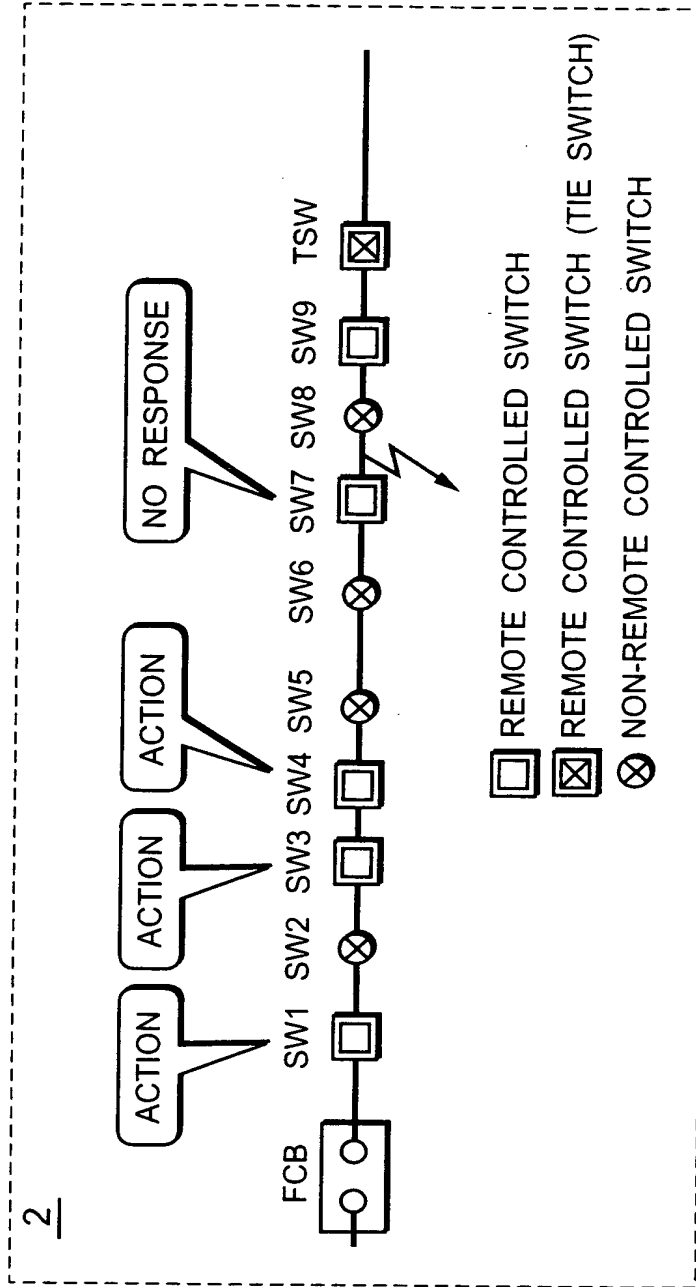 2
ACTION
ACTION
ACTION
NO RESPONSE
FCB
SW1
SW2
SW3
SW4
SW5
SW6
SW7
SW8
SW9
TSW
REMOTE CONTROLLED SWITCH
REMOTE CONTROLLED SWITCH (TIE SWITCH)
NON-REMOTE CONTROLLED SWITCH